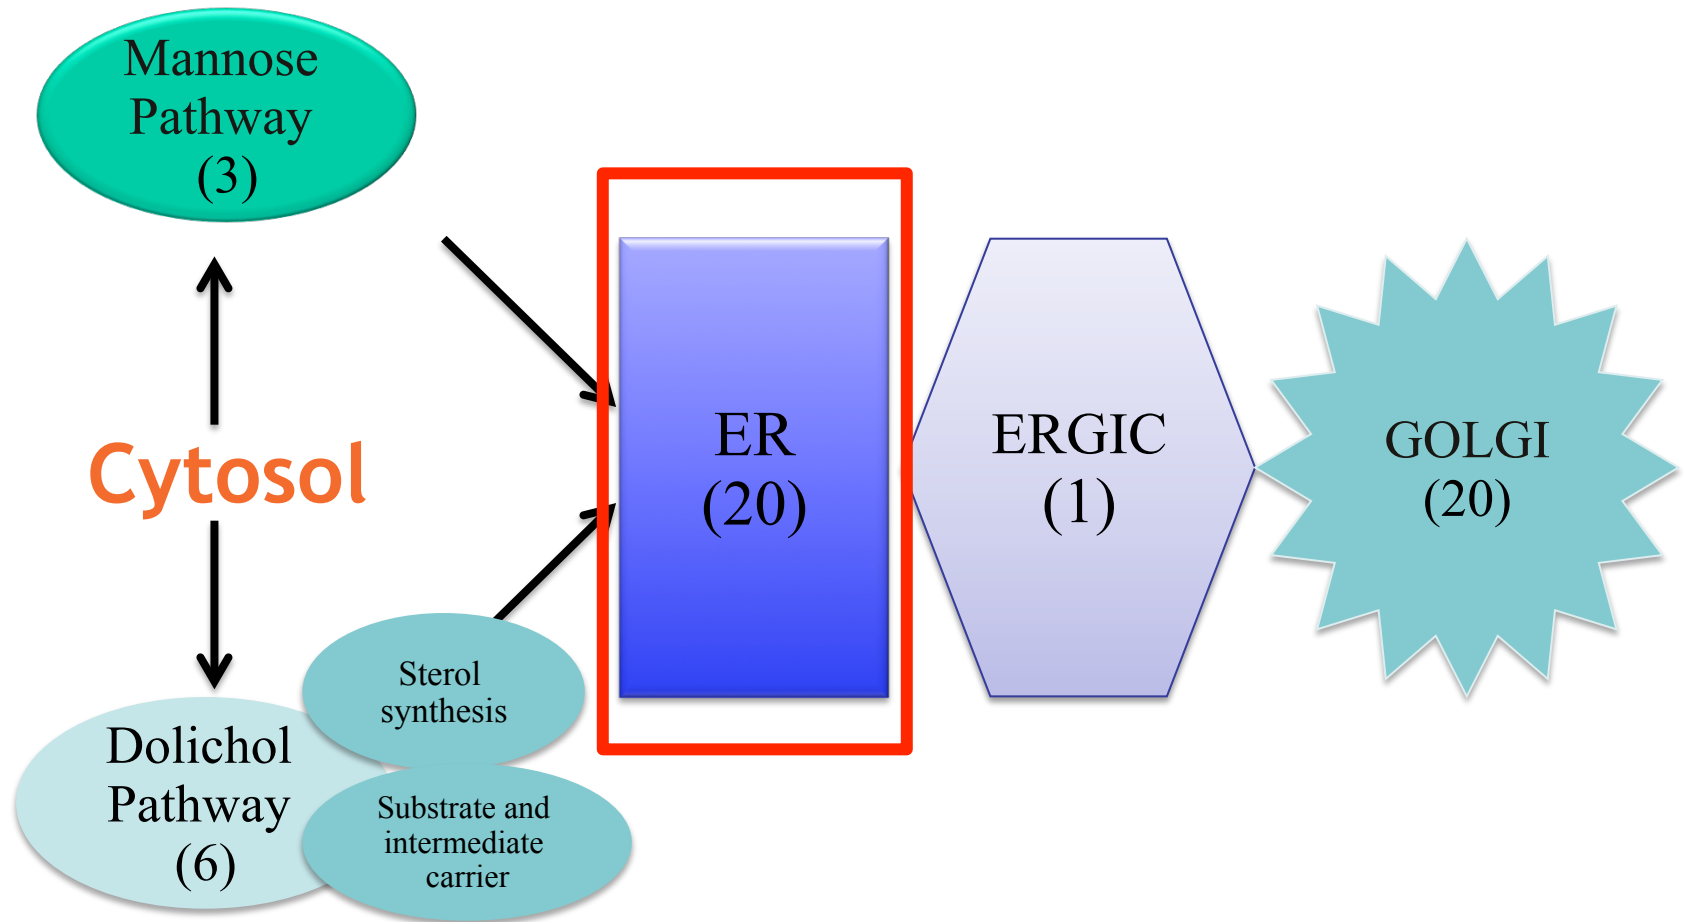 Mannose
Pathway
(3)
Cytosol
Dolichol
Pathway
(6)
Sterol
synthesis
Substrate and
intermediate
carrier
ER
(20)
ERGIC
(1)
GOLGI
(20)